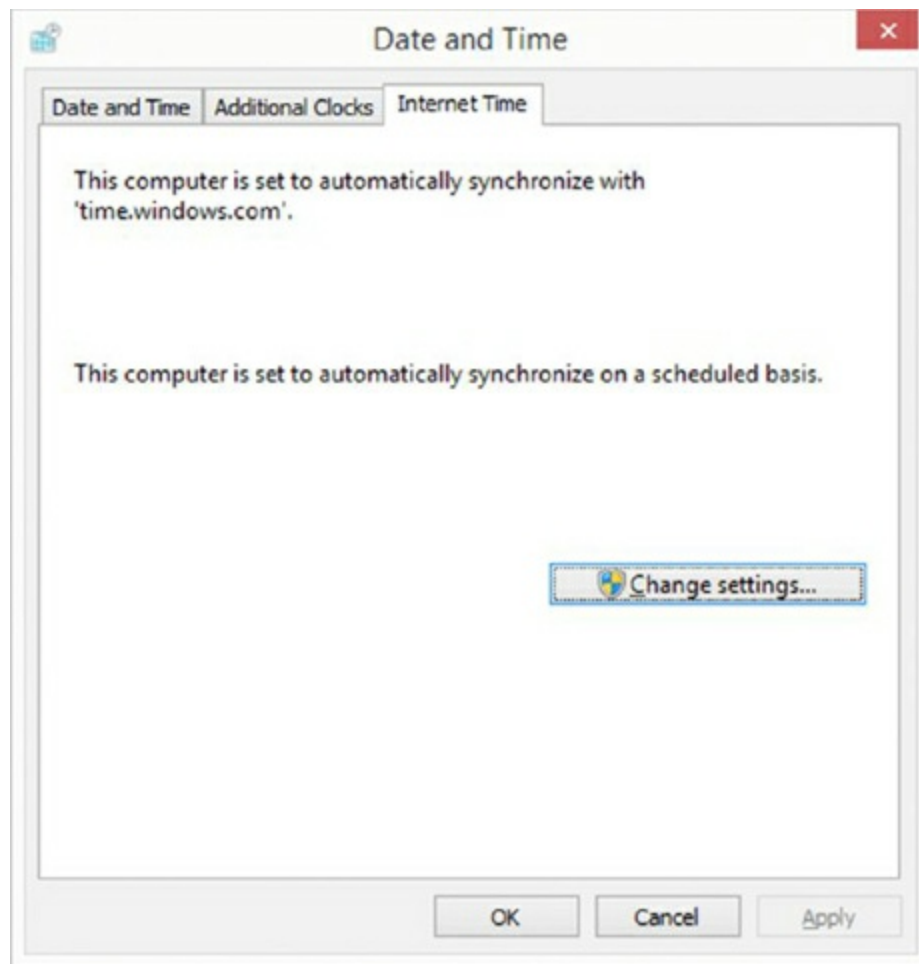 Date and Time
Date and Time
Additional Clocks
Internet Time
This computer is set to automatically synchronize with
'time.windows.com'.
This computer is set to automatically synchronize on a scheduled basis.
Change settings...
OK
Cancel
Apply